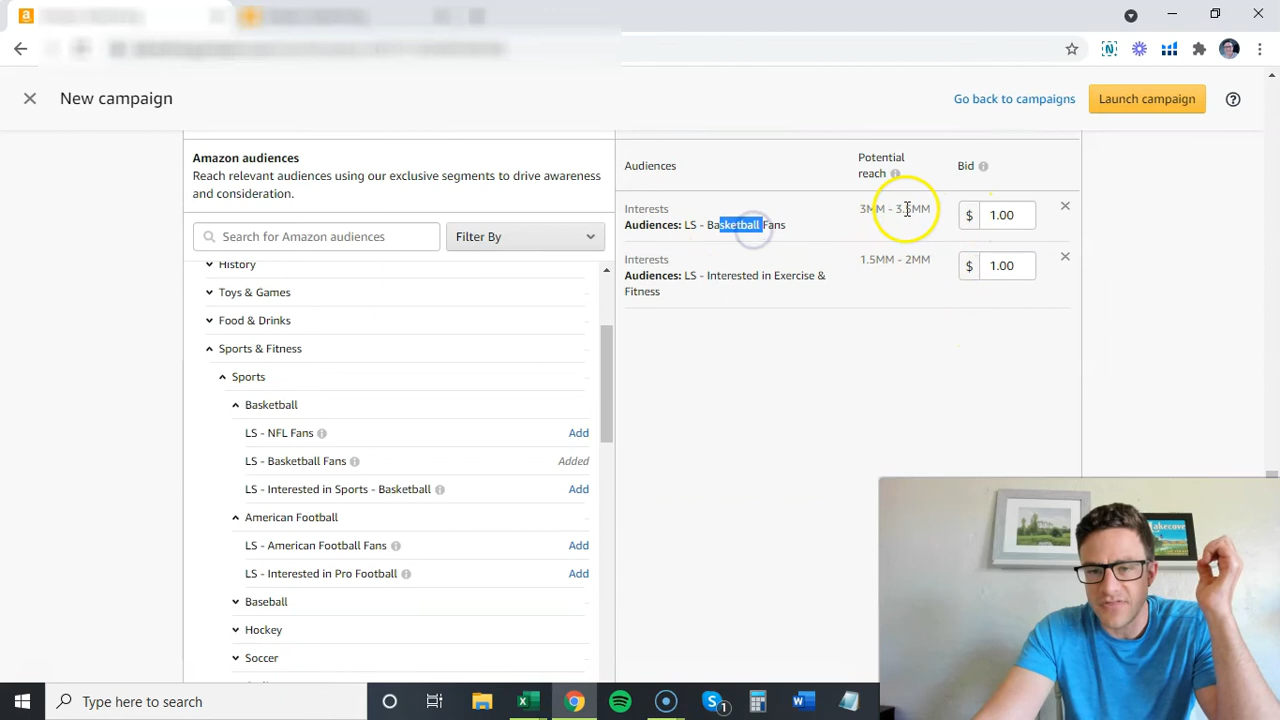 New campaign
Go back to campaigns
Launch campaign
Amazon audiences
Reach relevant audiences using our exclusive segments to drive awareness
and consideration.
Search for Amazon audiences
Filter By
History
Toys & Games
Food & Drinks
Sports & Fitness
Sports
Basketball
LS - NFL Fans
Add
LS - Basketball Fans
Added
LS - Interested in Sports - Basketball
Add
American Football
LS - American Football Fans
Add
LS - Interested in Pro Football
Add
Baseball
Hockey
Soccer
Audiences
Potential
reach
Bid
Interests
Audiences: LS - Basketball Fans
3MM - 3.5MM
$ 1.00
Interests
Audiences: LS - Interested in Exercise &
Fitness
1.5MM - 2MM
$ 1.00
Type here to search
1